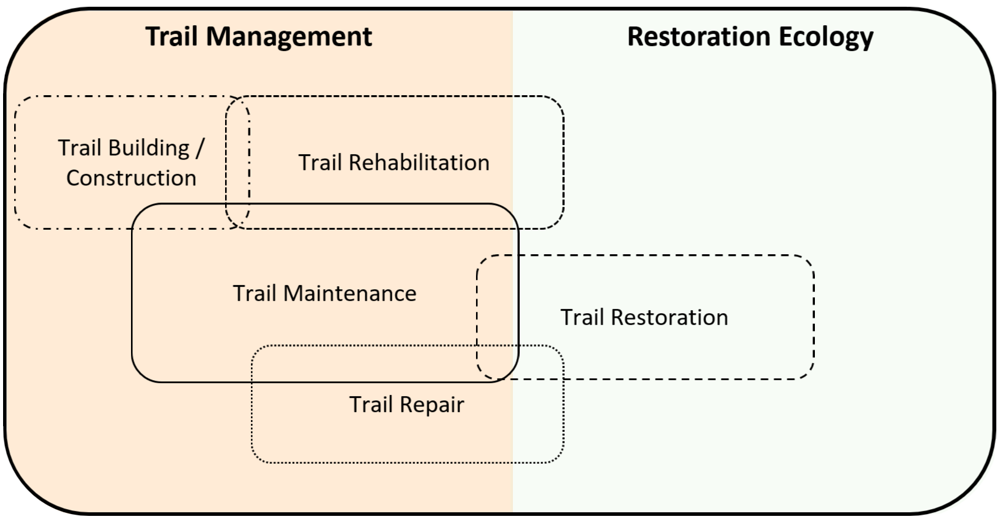 Trail Management
Restoration Ecology
Trail Building /
Construction
Trail Rehabilitation
Trail Maintenance
Trail Restoration
Trail Repair